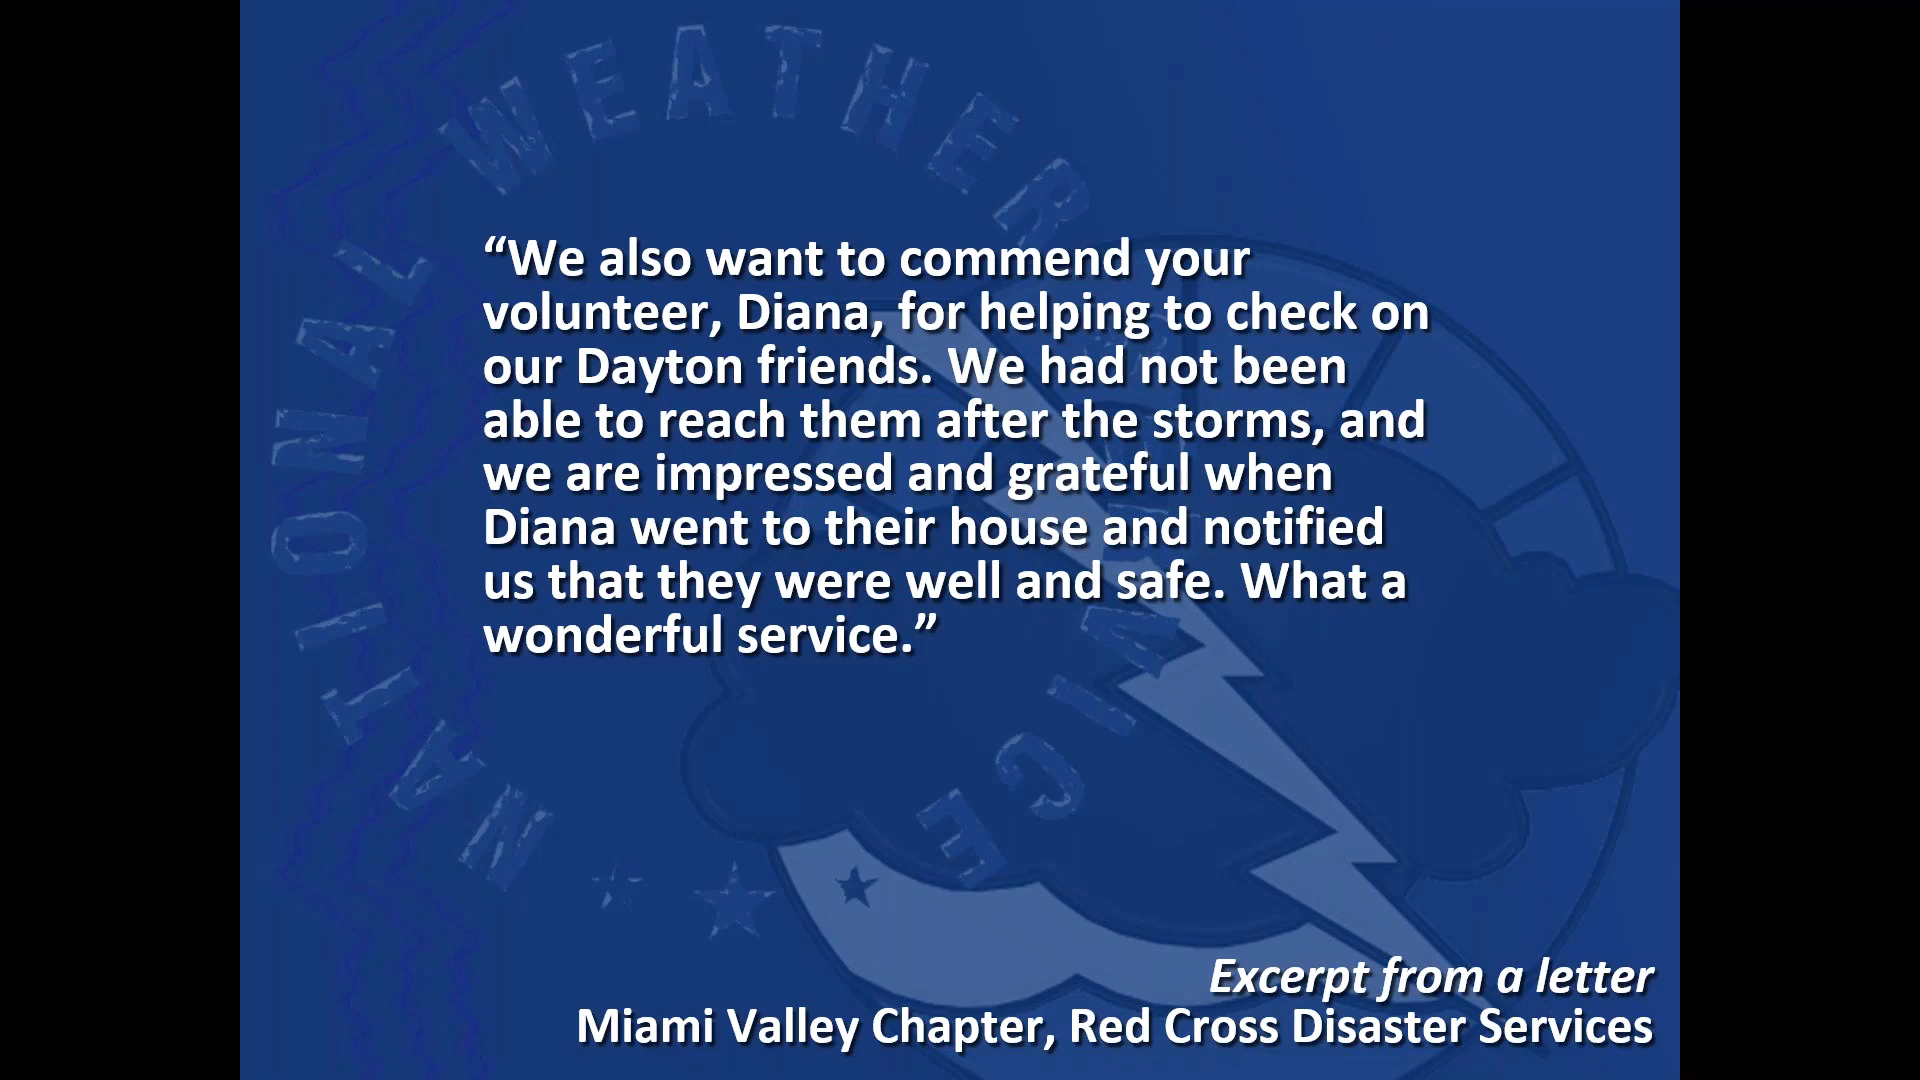 NATIONAL WEATHER
“We also want to commend your
volunteer, Diana, for helping to check on
our Dayton friends. We had not been
able to reach them after the storms, and
we are impressed and grateful when
Diana went to their house and notified
us that they were well and safe. What a
wonderful service.”
Excerpt from a letter
Miami Valley Chapter, Red Cross Disaster Services